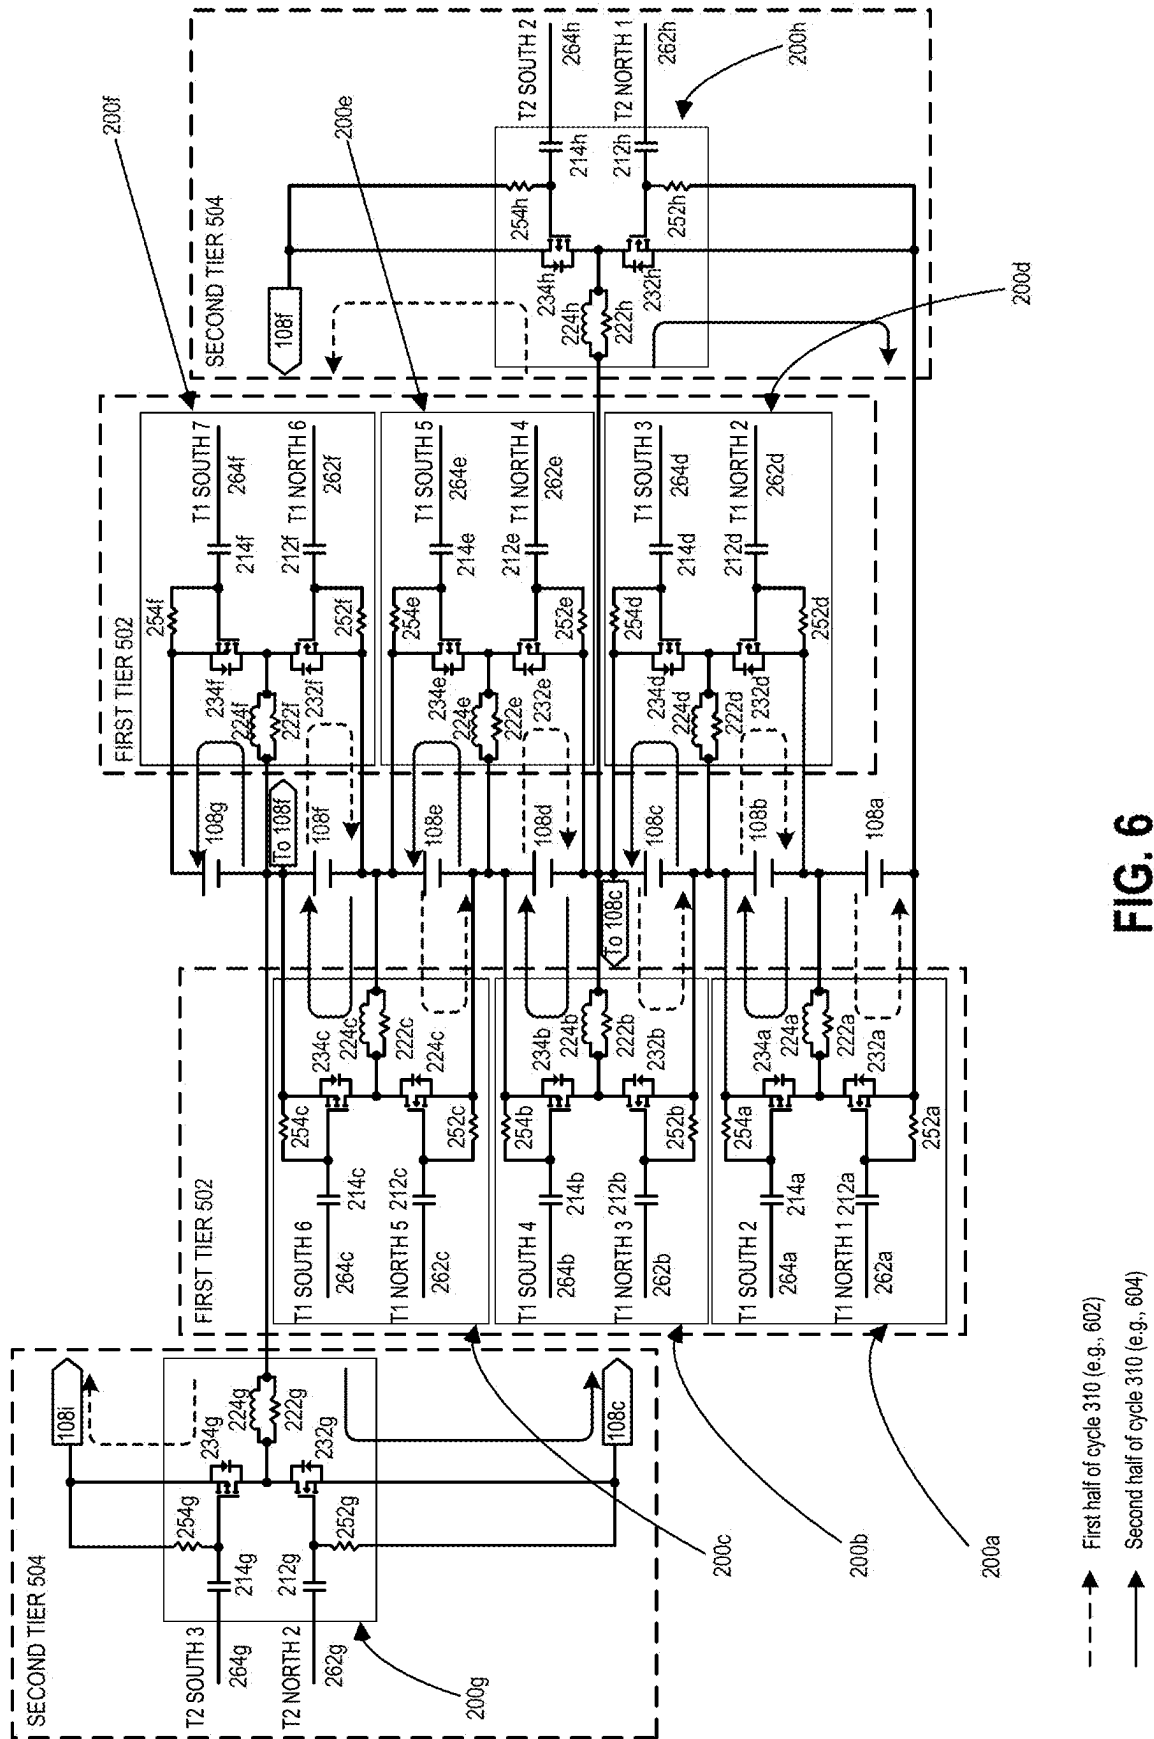 SECOND TIER 504
108f
T2 SOUTH 2
264h
T2 NORTH 1
262h
214h
212h
254h
252h
234h
232h
224h
222h
200h
200f
200e
200d
FIRST TIER 502
T1 SOUTH 7
264f
T1 NORTH 6
262f
214f
212f
254f
252f
234f
232f
224f
222f
T1 SOUTH 5
264e
T1 NORTH 4
262e
214e
212e
254e
252e
234e
232e
224e
222e
T1 SOUTH 3
264d
T1 NORTH 2
262d
214d
212d
254d
252d
234d
232d
224d
222d
108g
To 108f
108f
108e
108d
To 108c
108c
108b
108a
FIRST TIER 502
234c
224c
222c
224c
254c
252c
214c
212c
T1 SOUTH 6
264c
T1 NORTH 5
262c
234b
224b
222b
232b
254b
252b
214b
212b
T1 SOUTH 4
264b
T1 NORTH 3
262b
234a
224a
222a
232a
254a
252a
214a
212a
T1 SOUTH 2
264a
T1 NORTH 1
262a
SECOND TIER 504
108i
108c
234g
224g
222g
232g
254g
252g
214g
212g
T2 SOUTH 3
264g
T2 NORTH 2
262g
200g
200c
200b
200a
First half of cycle 310 (e.g., 602)
Second half of cycle 310 (e.g., 604)
FIG. 6